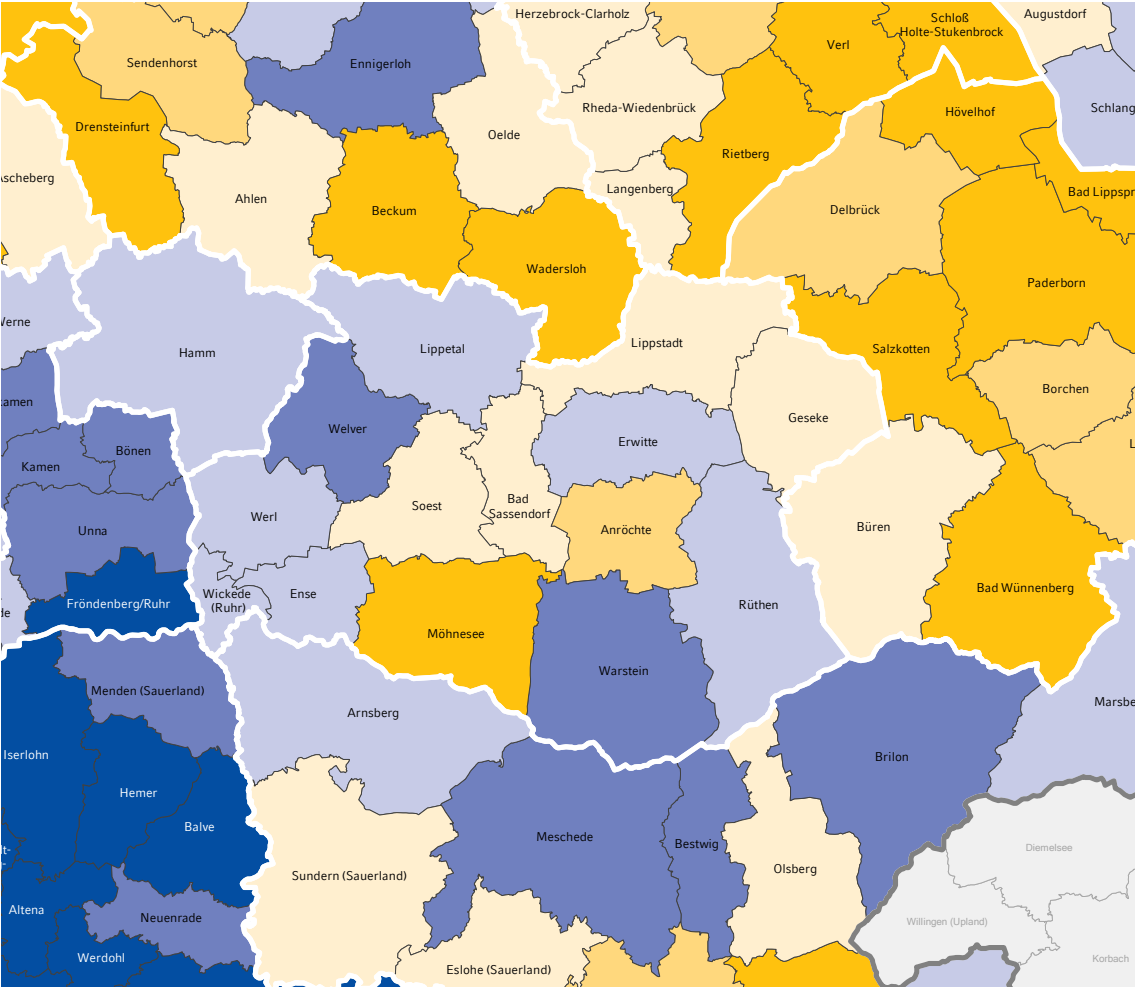 Herzebrock-Clarholz
Schloß
Holte-Stukenbrock
Augustdorf
Verl
Sendenhorst
Ennigerloh
Rheda-Wiedenbrück
Hövelhof
Schlang
Drensteinfurt
Oelde
Rietberg
Ascheberg
Langenberg
Bad Lippspr
Ahlen
Beckum
Delbrück
Wadersloh
Paderborn
Werne
Hamm
Lippetal
Lippstadt
Salzkotten
Borchen
kamen
Geseke
Welver
Erwitte
L
Bönen
Kamen
Bad
Sassendorf
Soest
Werl
Unna
Anröchte
Büren
Bad Wünnenberg
Wickede
(Ruhr)
Ense
Fröndenberg/Ruhr
de
Rüthen
Möhnesee
Warstein
Menden (Sauerland)
Marsbe
Arnsberg
Iserlohn
Brilon
Hemer
Balve
Meschede
Bestwig
Diemelsee
lt-
Olsberg
Sundern (Sauerland)
Altena
Neuenrade
Willingen (Upland)
Werdohl
Korbach
Eslohe (Sauerland)